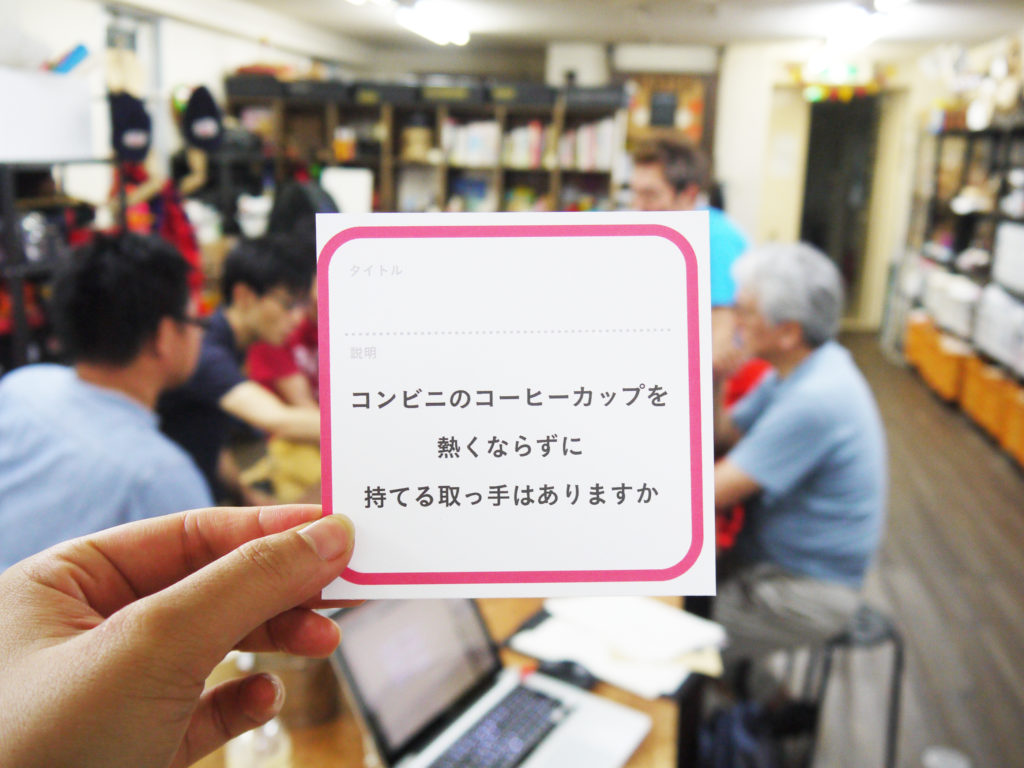 タイトル
説明
コンビニのコーヒーカップを
熱くならずに
持てる取っ手はありますか